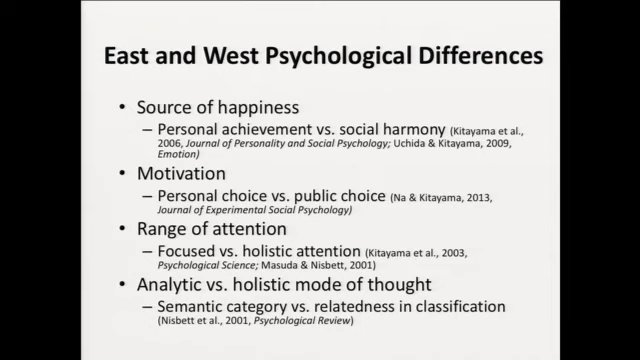 East and West Psychological Differences
• Source of happiness
– Personal achievement vs. social harmony (Kitayama et al.,
2006, Journal of Personality and Social Psychology; Uchida & Kitayama, 2009,
Emotion)
• Motivation
– Personal choice vs. public choice (Na & Kitayama, 2013,
Journal of Experimental Social Psychology)
• Range of attention
– Focused vs. holistic attention (Kitayama et al., 2003,
Psychological Science; Masuda & Nisbett, 2001)
• Analytic vs. holistic mode of thought
– Semantic category vs. relatedness in classification
(Nisbett et al., 2001, Psychological Review)